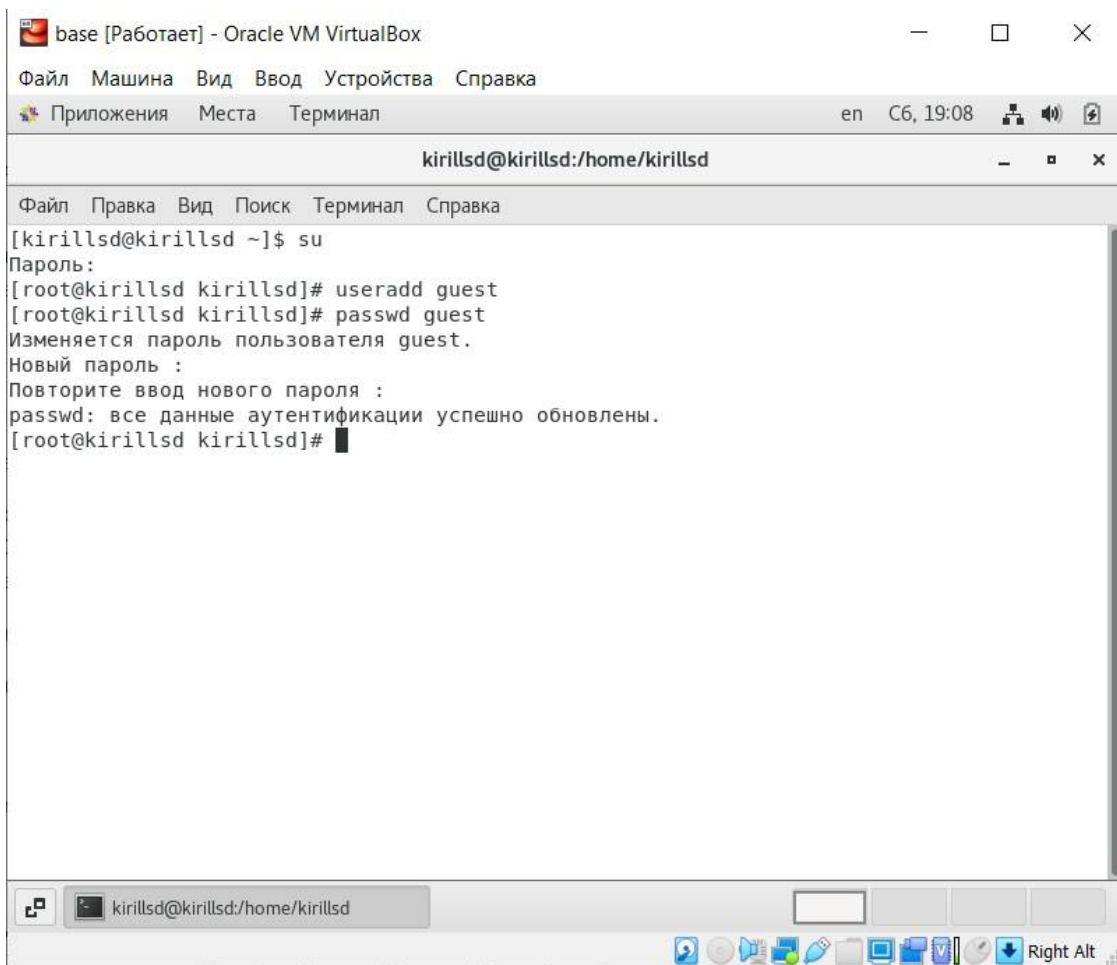 base [Работает] - Oracle VM VirtualBox
Файл Машина Вид Ввод Устройства Справка
Приложения Места Терминал en Сб, 19:08
kirillsd@kirillsd:/home/kirillsd
Файл Правка Вид Поиск Терминал Справка
[kirillsd@kirillsd ~]$ su
Пароль:
[root@kirillsd kirillsd]# useradd guest
[root@kirillsd kirillsd]# passwd guest
Изменяется пароль пользователя guest.
Новый пароль :
Повторите ввод нового пароля :
passwd: все данные аутентификации успешно обновлены.
[root@kirillsd kirillsd]#
kirillsd@kirillsd:/home/kirillsd
Right Alt